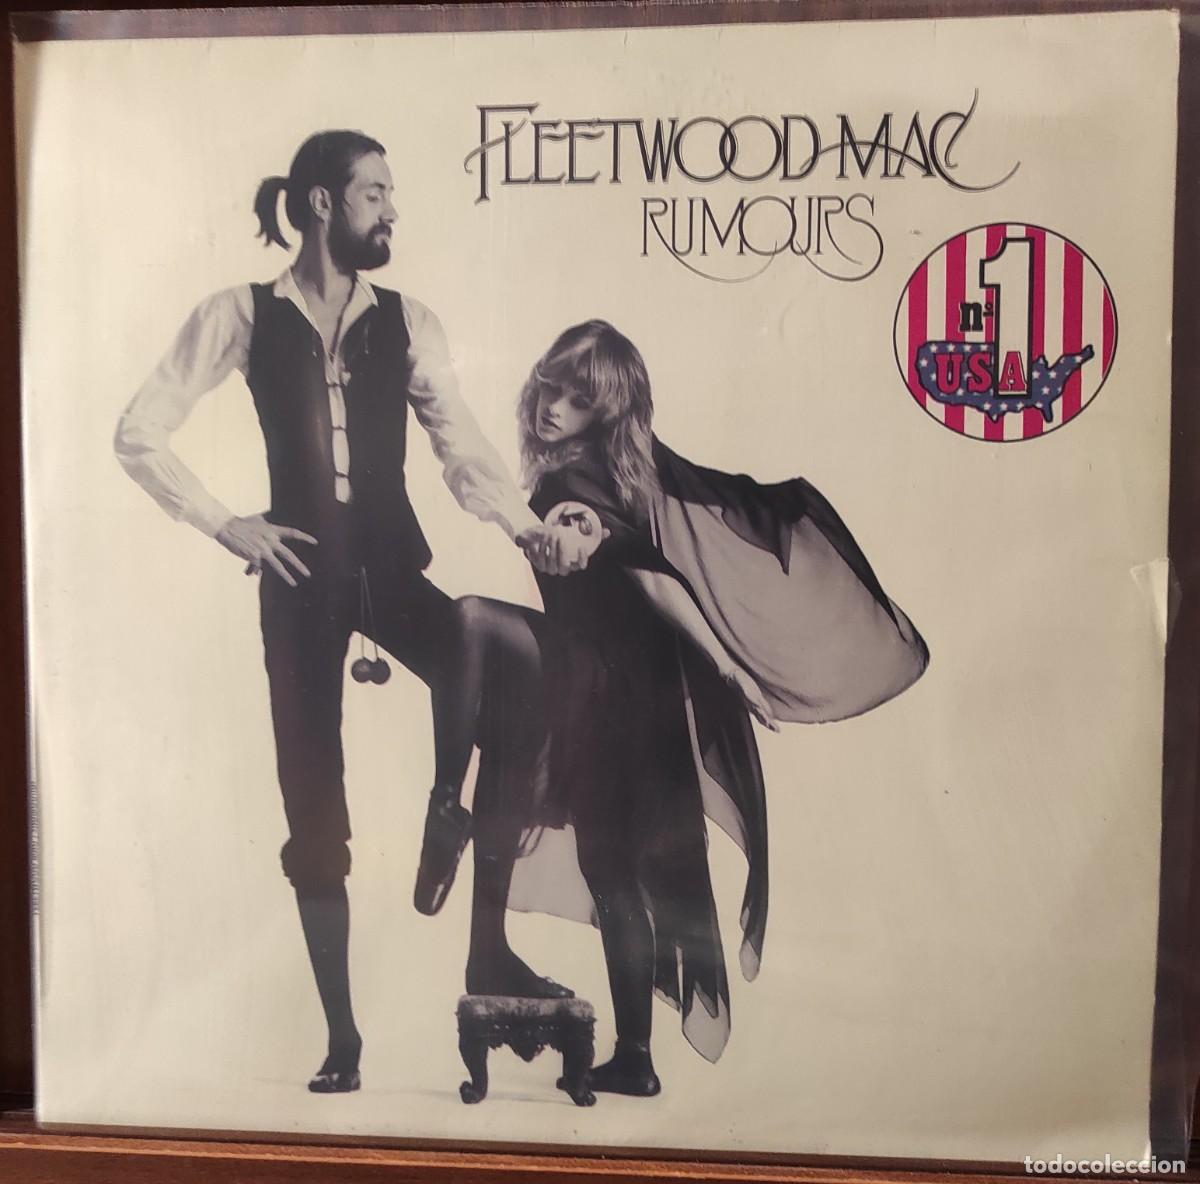 FLEETWOOD MAC
RUMOURS
nº1
USA
todocoleccion